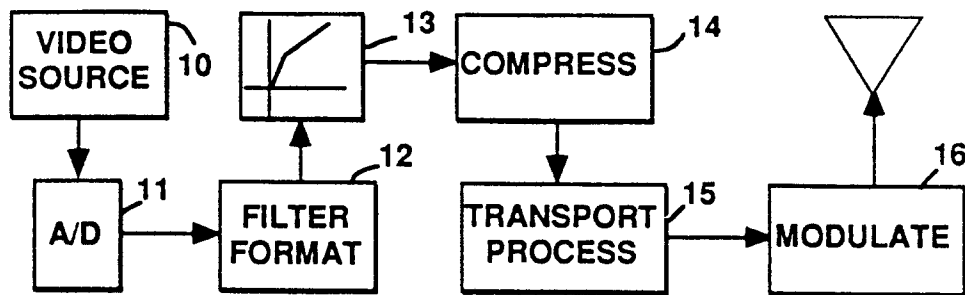 VIDEO
SOURCE
10
A/D
11
FILTER
FORMAT
12
13
COMPRESS
14
TRANSPORT
PROCESS
15
MODULATE
16